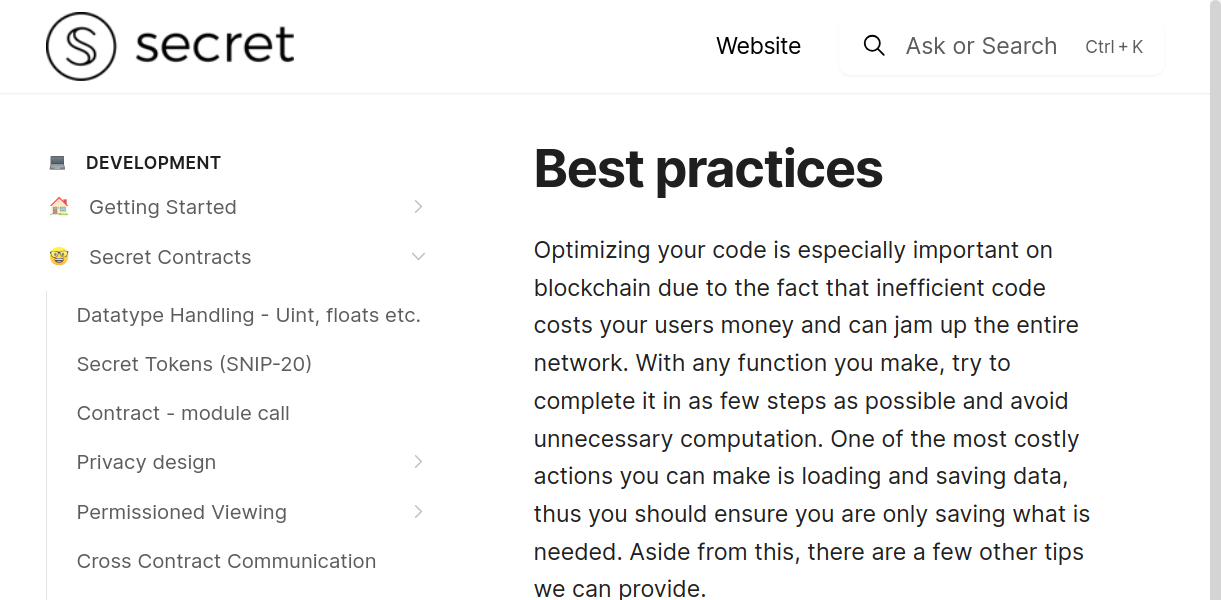 secret
Website
Ask or Search
Ctrl + K
DEVELOPMENT
Getting Started
Secret Contracts
Datatype Handling - Uint, floats etc.
Secret Tokens (SNIP-20)
Contract - module call
Privacy design
Permissioned Viewing
Cross Contract Communication
Best practices
Optimizing your code is especially important on
blockchain due to the fact that inefficient code
costs your users money and can jam up the entire
network. With any function you make, try to
complete it in as few steps as possible and avoid
unnecessary computation. One of the most costly
actions you can make is loading and saving data,
thus you should ensure you are only saving what is
needed. Aside from this, there are a few other tips
we can provide.